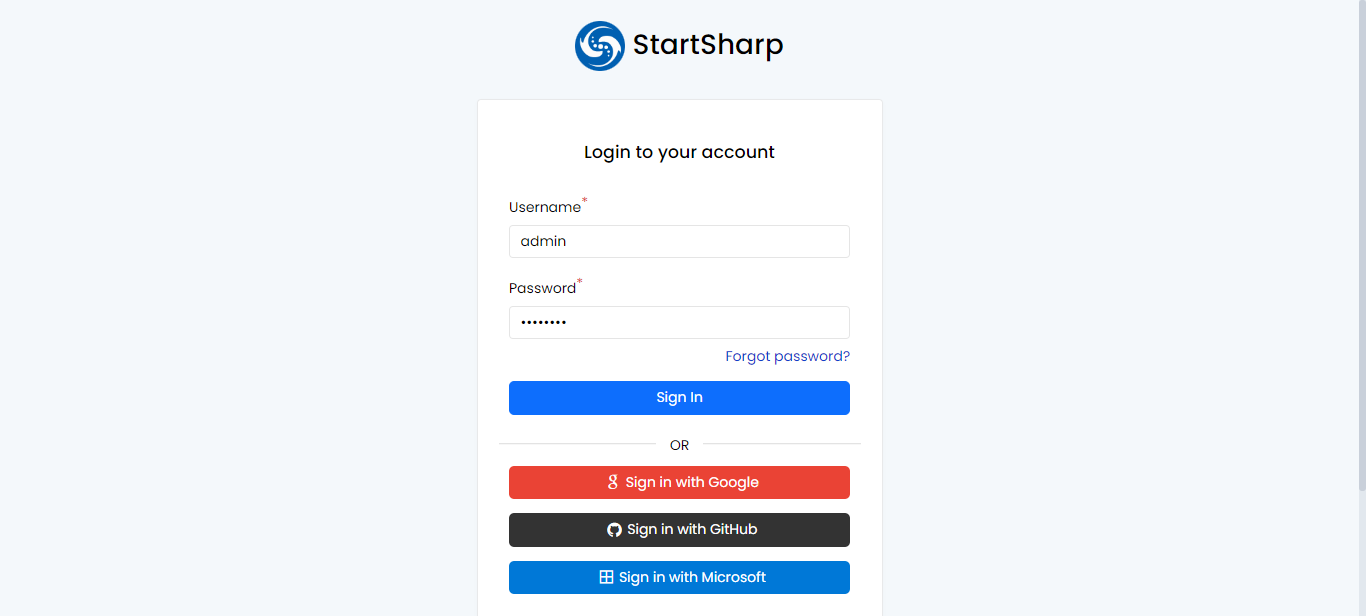 StartSharp
Login to your account
Username*
admin
Password*
••••••••
Forgot password?
Sign In
OR
Sign in with Google
Sign in with GitHub
Sign in with Microsoft